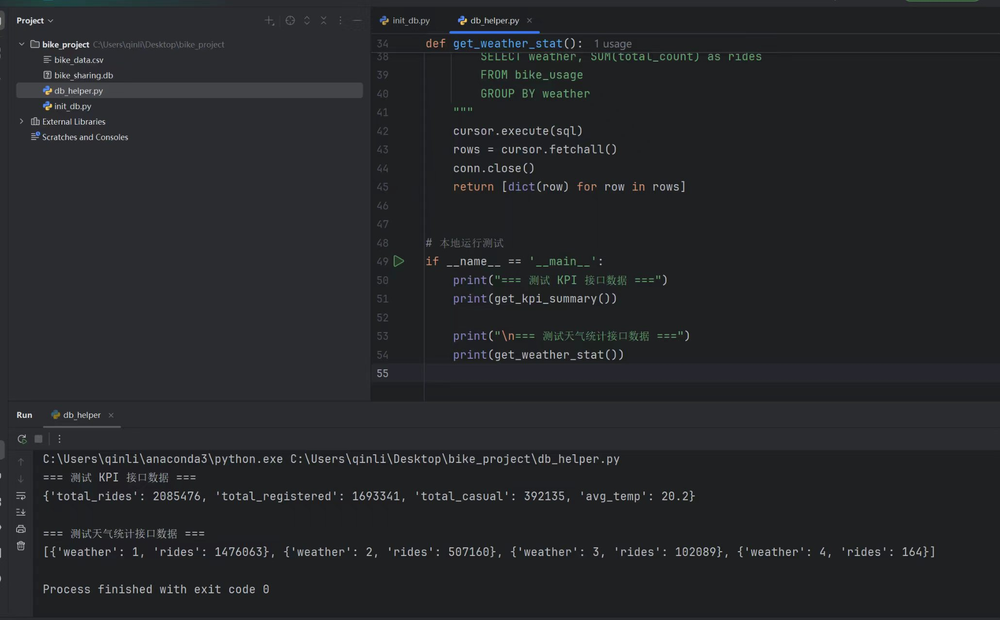 Project
bike_project C:\Users\qinli\Desktop\bike_project
bike_data.csv
bike_sharing.db
db_helper.py
init_db.py
External Libraries
Scratches and Consoles
init_db.py
db_helper.py
34 def get_weather_stat(): 1 usage
38 SELECT weather, SUM(total_count) as rides
39 FROM bike_usage
40 GROUP BY weather
41 """
42 cursor.execute(sql)
43 rows = cursor.fetchall()
44 conn.close()
45 return [dict(row) for row in rows]
46
47
48 # 本地运行测试
49 if __name__ == '__main__':
50 print("=== 测试 KPI 接口数据 ===")
51 print(get_kpi_summary())
52
53 print("\n=== 测试天气统计接口数据 ===")
54 print(get_weather_stat())
55
Run db_helper
C:\Users\qinli\anaconda3\python.exe C:\Users\qinli\Desktop\bike_project\db_helper.py
=== 测试 KPI 接口数据 ===
{'total_rides': 2085476, 'total_registered': 1693341, 'total_casual': 392135, 'avg_temp': 20.2}
=== 测试天气统计接口数据 ===
[{'weather': 1, 'rides': 1476063}, {'weather': 2, 'rides': 507160}, {'weather': 3, 'rides': 102089}, {'weather': 4, 'rides': 164}]
Process finished with exit code 0